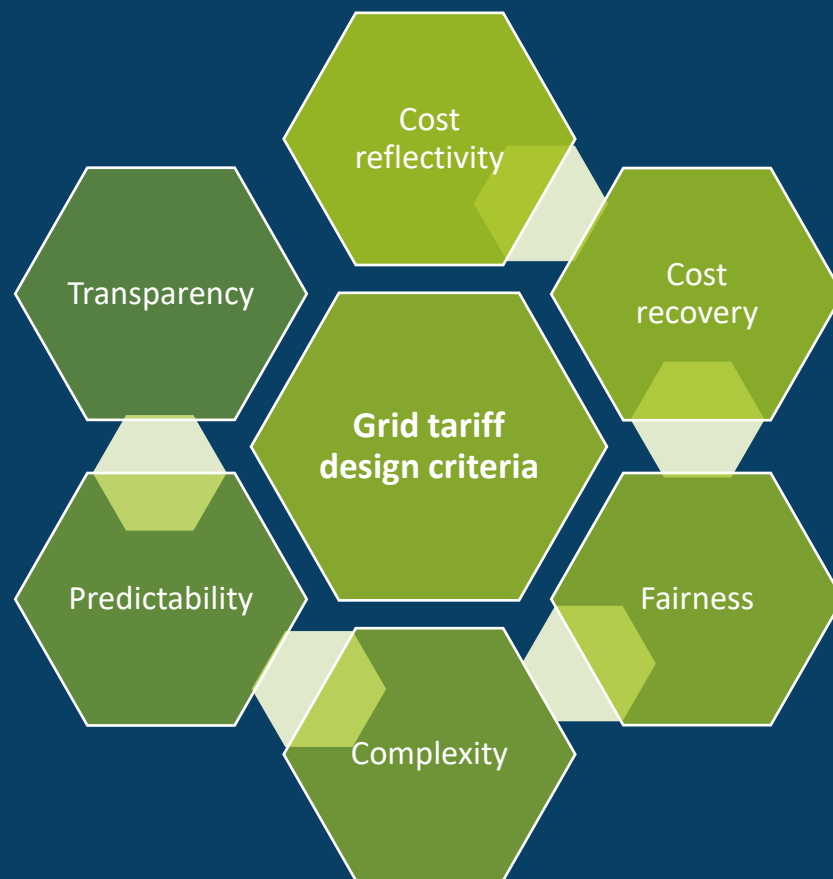 Cost
reflectivity
Cost
recovery
Transparency
Grid tariff
design criteria
Predictability
Fairness
Complexity